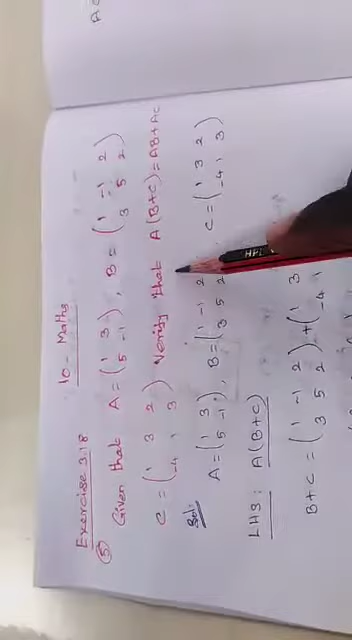 10 - Maths
Exercise 3.18
⑤ Given that A = ( 1 3 / 5 -1 ), B = ( 1 -1 2 / 3 5 2 )
C = ( 1 3 2 / -4 1 3 ) Verify that A(B+C) = AB+AC
Sol:
A = ( 1 3 / 5 -1 ), B = ( 1 -1 2 / 3 5 2 C = ( 1 3 2 / -4 1 3 )
LHS: A(B+C)
B+C = ( 1 -1 2 / 3 5 2 ) + ( 1 3 / -4 1